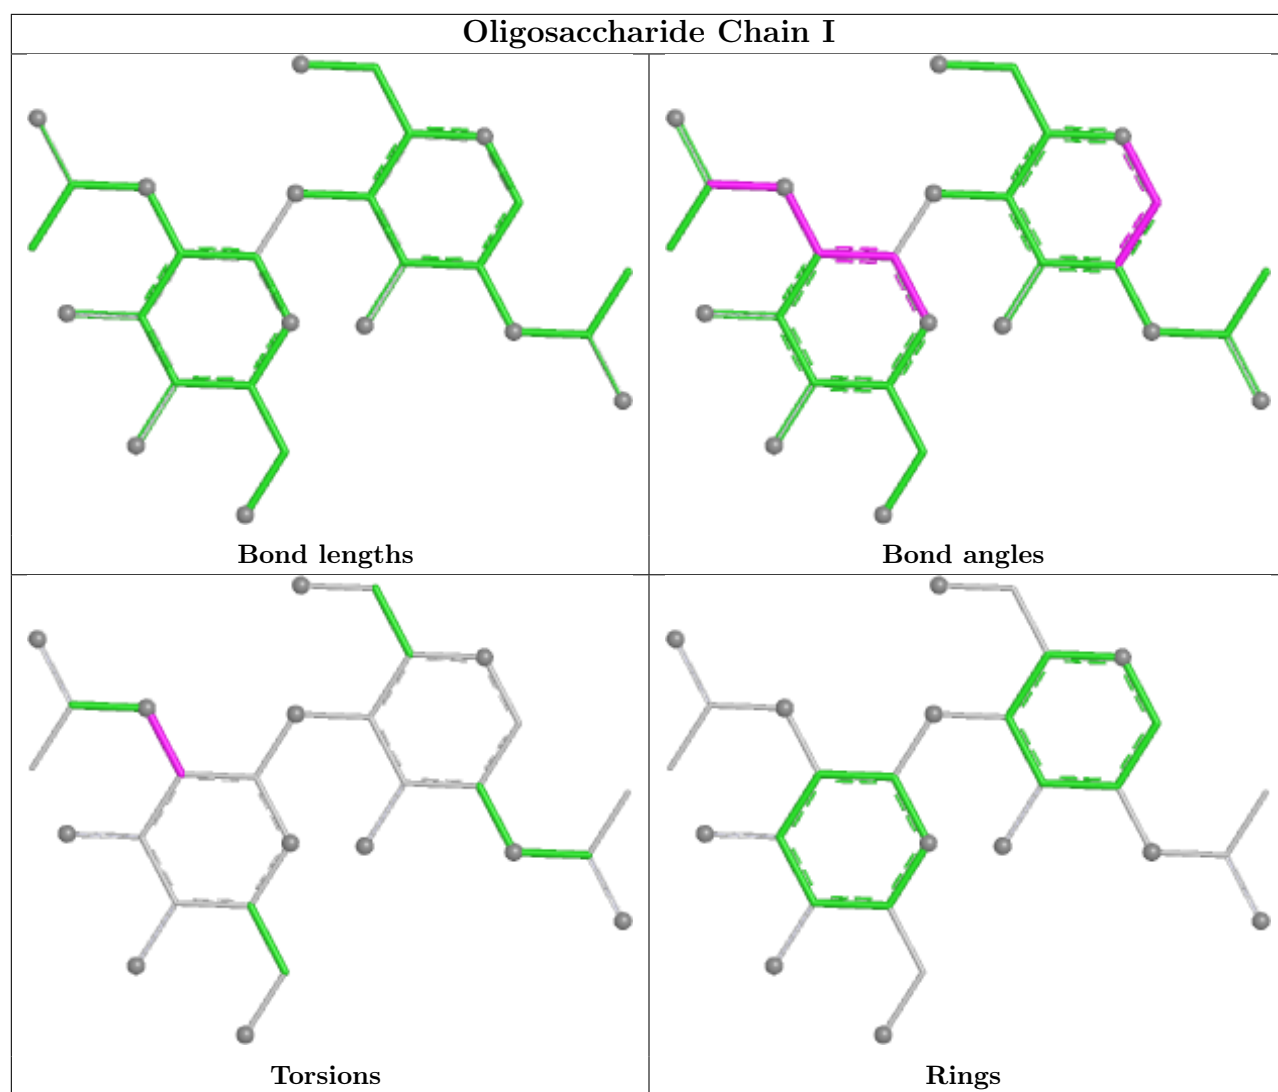 Oligosaccharide Chain I
Bond lengths
Bond angles
Torsions
Rings